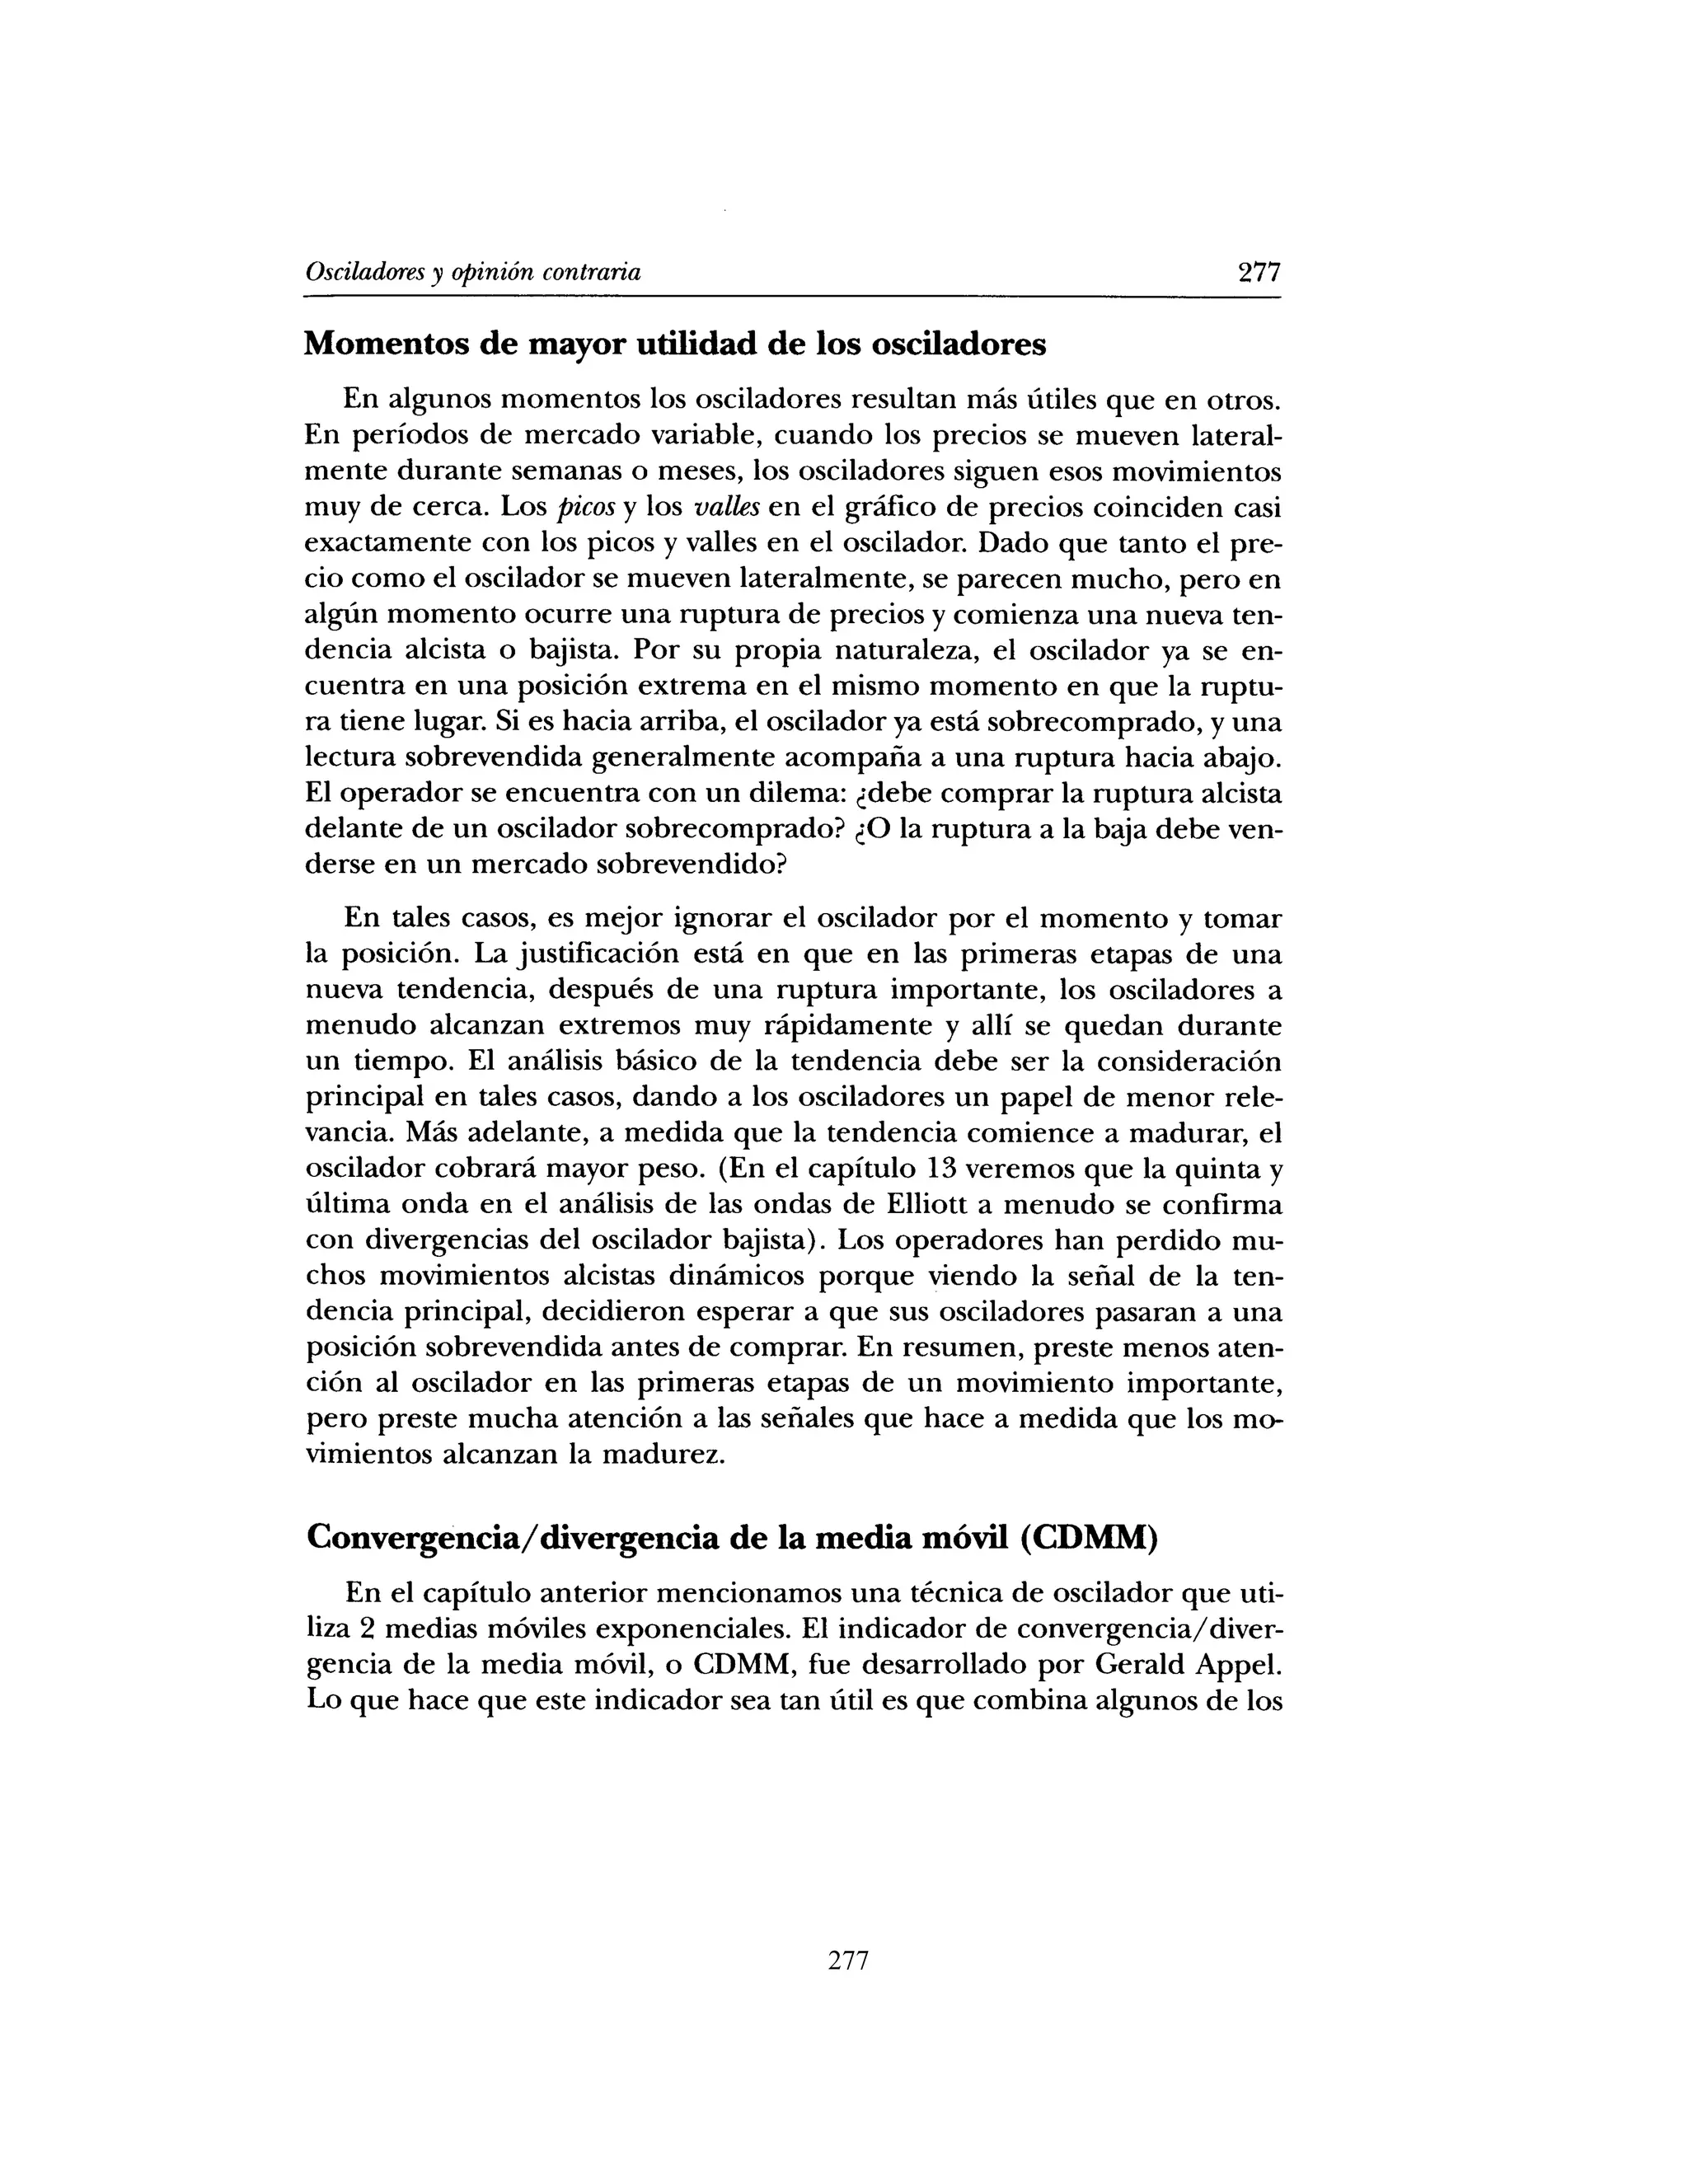 Osciladores y opinión contraria 277
Momentos de mayor utilidad de los osciladores
En algunos momentos los osciladores resultan más útiles que en otros.
En períodos de mercado variable, cuando los precios se mueven lateral-
mente durante semanas o meses, los osciladores siguen esos movimientos
muy de cerca. Los picos y los valles en el gráfico de precios coinciden casi
exactamente con los picos y valles en el oscilador. Dado que tanto el pre-
cio como el oscilador se mueven lateralmente, se parecen mucho, pero en
algún momento ocurre una ruptura de precios y comienza una nueva ten-
dencia alcista o bajista. Por su propia naturaleza, el oscilador ya se en-
cuentra en una posición extrema en el mismo momento en que la ruptu-
ra tiene lugar. Si es hacia arriba, el oscilador ya está sobrecomprado, y una
lectura sobrevendida generalmente acompaña a una ruptura hacia abajo.
El operador se encuentra con un dilema: ¿debe comprar la ruptura alcista
delante de un oscilador sobrecomprado? ¿O la ruptura a la baja debe ven-
derse en un mercado sobrevendido?
En tales casos, es mejor ignorar el oscilador por el momento y tomar
la posición. La justificación está en que en las primeras etapas de una
nueva tendencia, después de una ruptura importante, los osciladores a
menudo alcanzan extremos muy rápidamente y allí se quedan durante
un tiempo. El análisis básico de la tendencia debe ser la consideración
principal en tales casos, dando a los osciladores un papel de menor rele-
vancia. Más adelante, a medida que la tendencia comience a madurar, el
oscilador cobrará mayor peso. (En el capítulo 13 veremos que la quinta y
última onda en el análisis de las ondas de Elliott a menudo se confirma
con divergencias del oscilador bajista). Los operadores han perdido mu-
chos movimientos alcistas dinámicos porque viendo la señal de la ten-
dencia principal, decidieron esperar a que sus osciladores pasaran a una
posición sobrevendida antes de comprar. En resumen, preste menos aten-
ción al oscilador en las primeras etapas de un movimiento importante,
pero preste mucha atención a las señales que hace a medida que los mo-
vimientos alcanzan la madurez.
Convergencia/divergencia de la media móvil (CDMM)
En el capítulo anterior mencionamos una técnica de oscilador que uti-
liza 2 medias móviles exponenciales. El indicador de convergencia/diver-
gencia de la media móvil, o CDMM, fue desarrollado por Gerald Appel.
Lo que hace que este indicador sea tan útil es que combina algunos de los
277